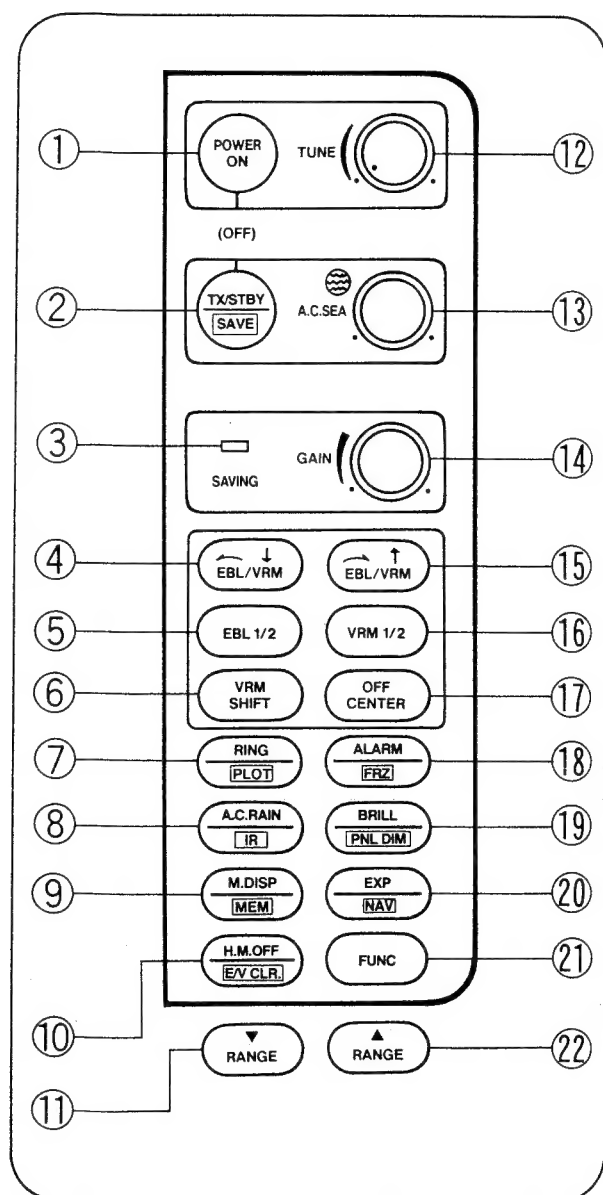 ① POWER ON TUNE ⑫
(OFF)
② TX/STBY SAVE A.C.SEA ⑬
③ SAVING GAIN ⑭
④ EBL/VRM ↓ EBL/VRM ↑ ⑮
⑤ EBL 1/2 VRM 1/2 ⑯
⑥ VRM SHIFT OFF CENTER ⑰
⑦ RING PLOT ALARM FRZ ⑱
⑧ A.C.RAIN IR BRILL PNL DIM ⑲
⑨ M.DISP MEM EXP NAV ⑳
⑩ H.M.OFF E/V CLR. FUNC ㉑
⑪ ▼ RANGE ▲ RANGE ㉒